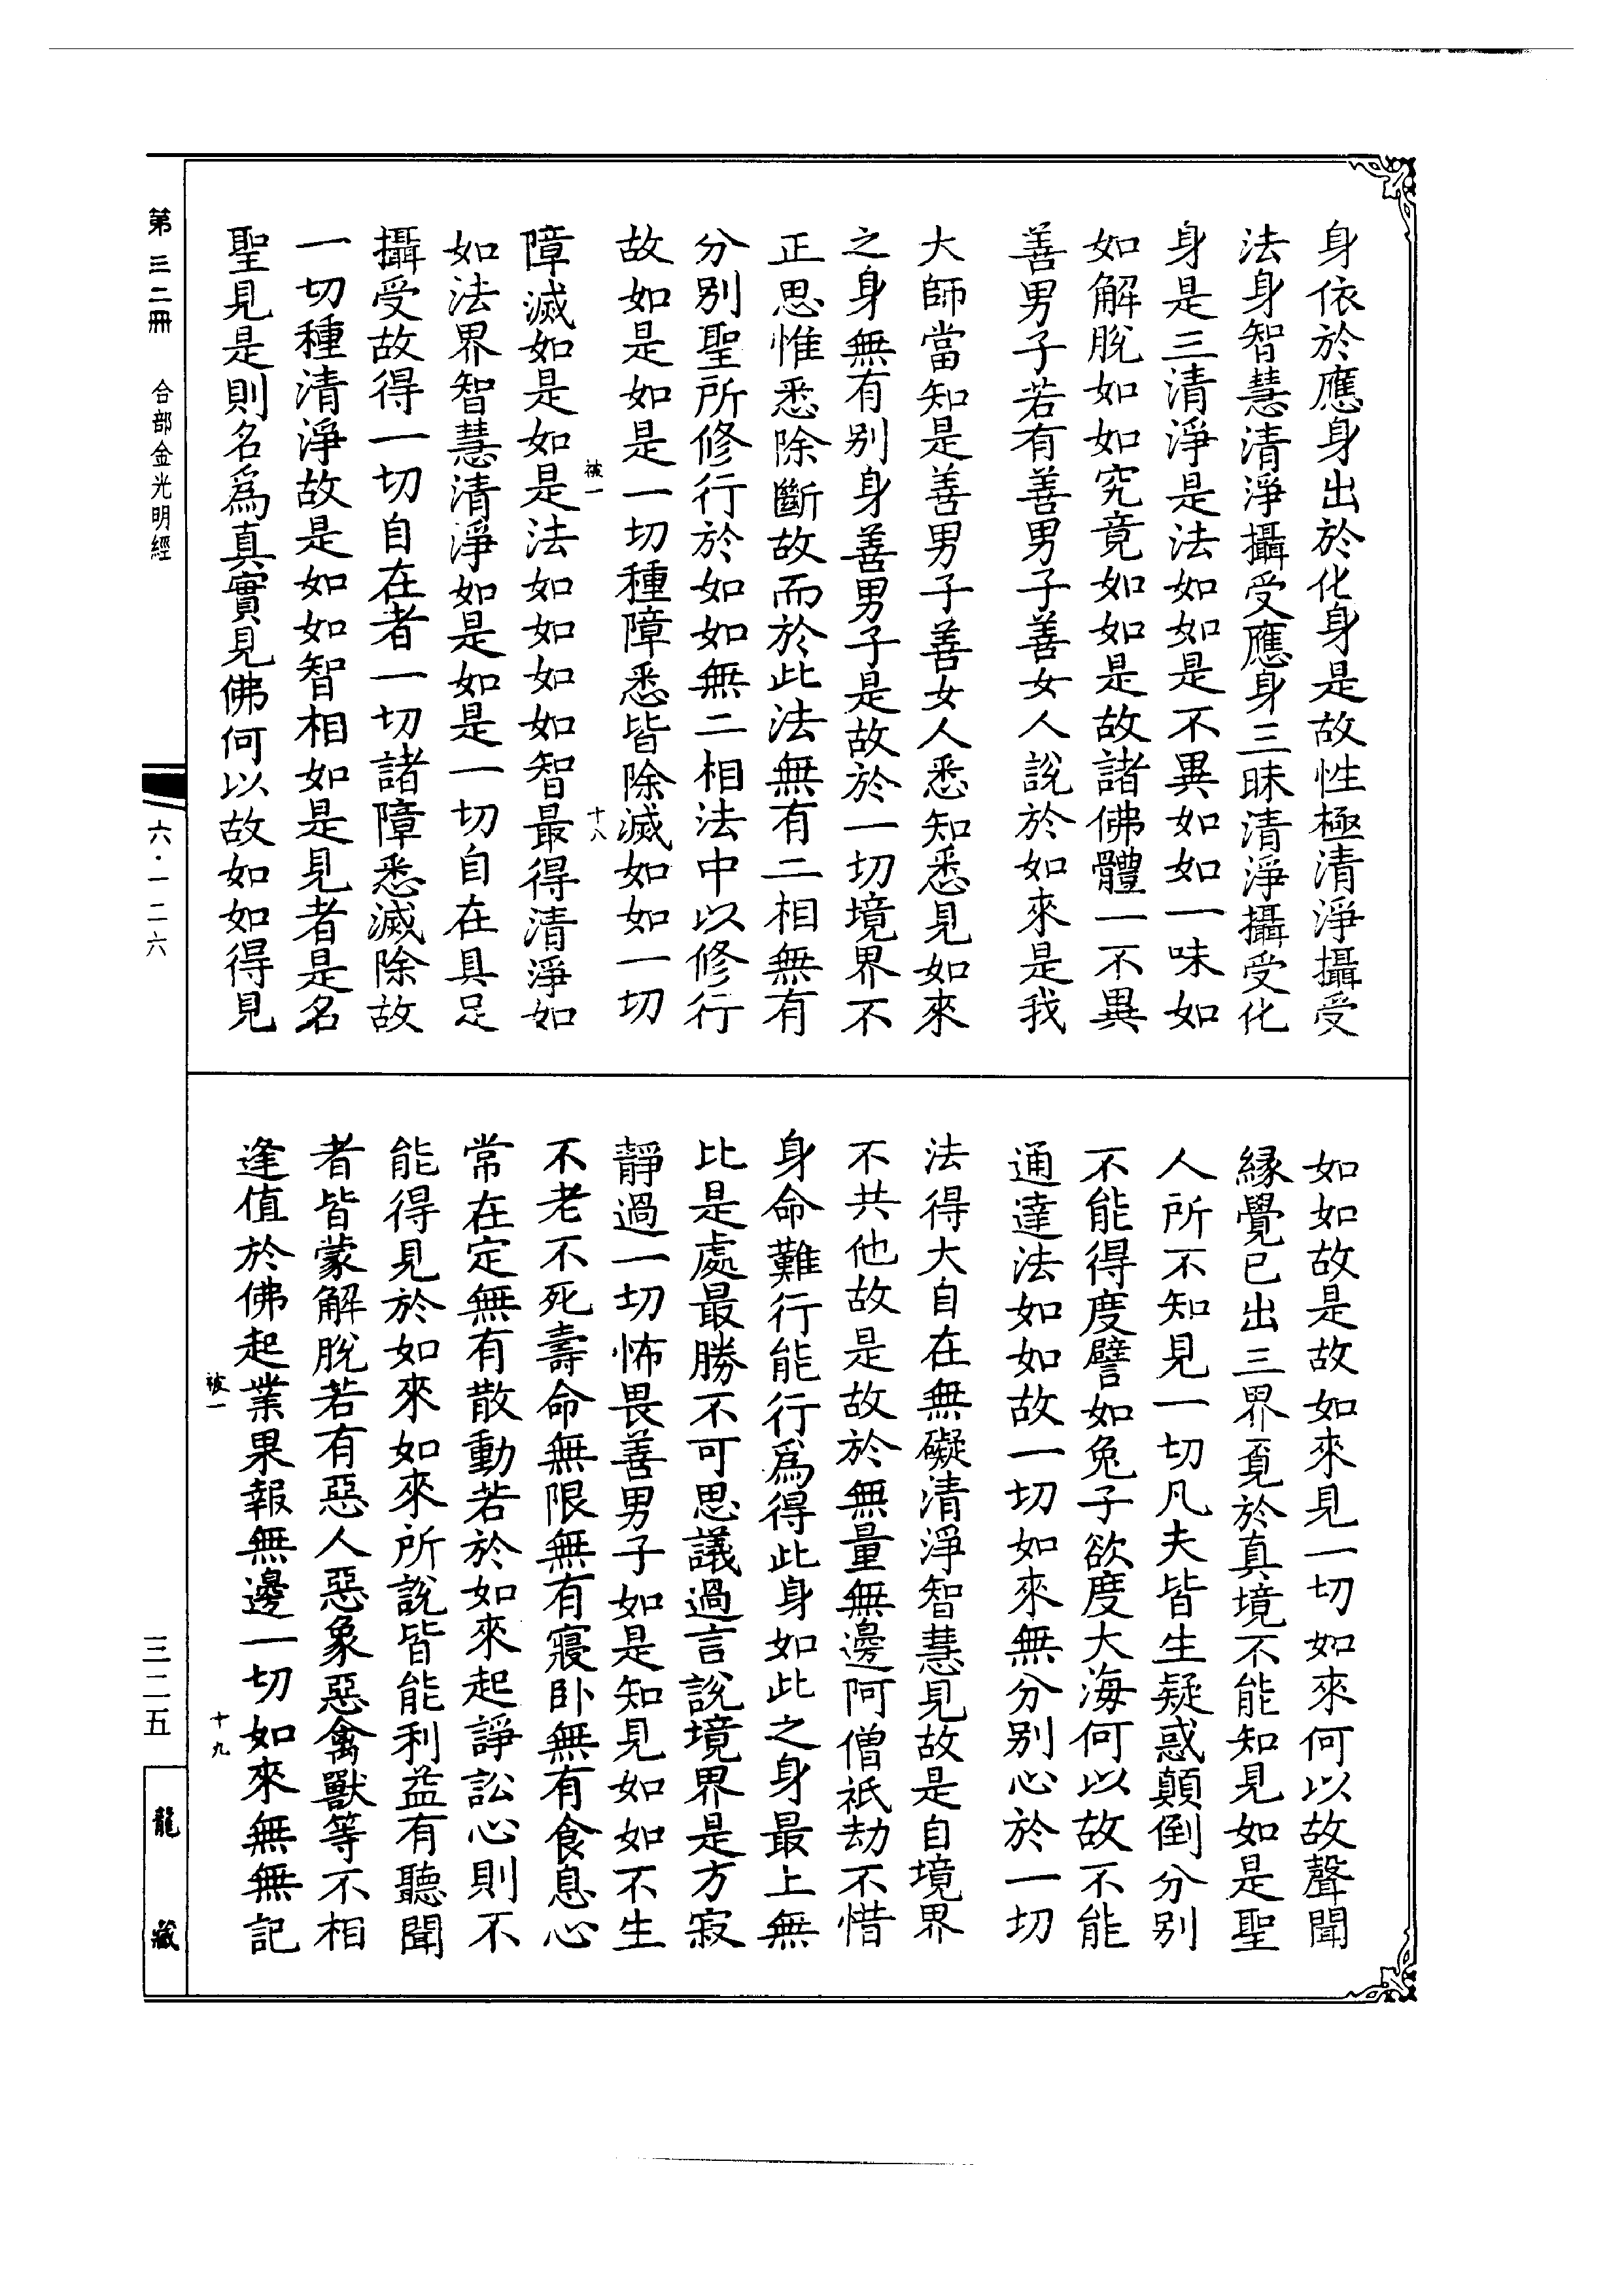 身依於應身出於化身是故性極清淨攝受
法身智慧清淨攝受應身三昧清淨攝受化
身是三清淨是法如如是不異如如一味如
如解脫如如究竟如如是故諸佛體一不異
善男子若有善男子善女人說於如來是我
大師當知是善男子善女人悉知悉見如來
之身無有別身善男子是故於一切境界不
正思惟悉除斷故而於此法無有二相無有
分別聖所修行於如如無二相法中以修行
故如是如是一切種障悉皆除滅如如一切
被一
十八
障滅如是如是法如如如如智最得清淨如
如法界智慧清淨如是如是一切自在具足
攝受故得一切自在者一切諸障悉滅除故
一切種清淨故是如如智相如是見者是名
聖見是則名為真實見佛何以故如如得見
如如故是故如來見一切如來何以故聲聞
緣覺已出三界覔於真境不能知見如是聖
人所不知見一切凡夫皆生疑惑顛倒分別
不能得度譬如兔子欲度大海何以故不能
通達法如如故一切如來無分別心於一切
法得大自在無礙清淨智慧見故是自境界
不共他故是故於無量無邊阿僧祇劫不惜
身命難行能行為得此身如此之身最上無
比是處最勝不可思議過言說境界是方寂
靜過一切怖畏善男子如是知見如如不生
不老不死壽命無限無有寢臥無有食息心
常在定無有散動若於如來起諍訟心則不
能得見於如來如來所說皆能利益有聽聞
者皆蒙解脫若有惡人惡象惡禽獸等不相
逢值於佛起業果報無邊一切如來無無記
被一
十九
第三二冊 合部金光明經
六·一二六
三二五
龍藏